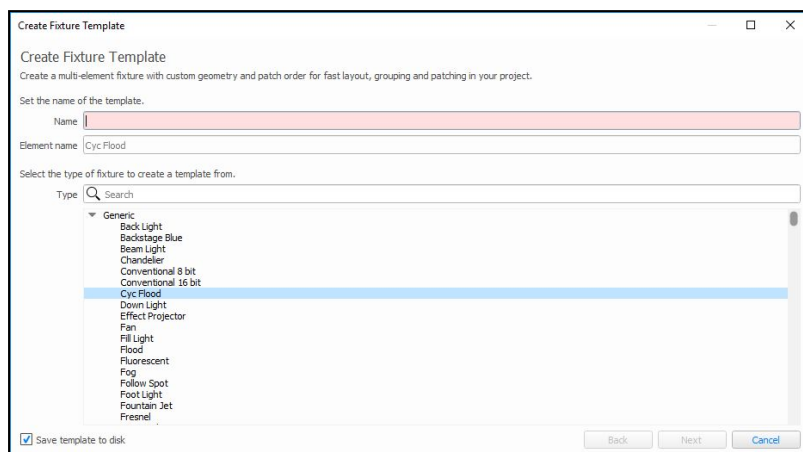 Create Fixture Template
Create Fixture Template
Create a multi-element fixture with custom geometry and patch order for fast layout, grouping and patching in your project.
Set the name of the template.
Name
Element name Cyc Flood
Select the type of fixture to create a template from.
Type Search
Generic
Back Light
Backstage Blue
Beam Light
Chandelier
Conventional 8 bit
Conventional 16 bit
Cyc Flood
Down Light
Effect Projector
Fan
Fill Light
Flood
Fluorescent
Fog
Follow Spot
Foot Light
Fountain Jet
Fresnel
Save template to disk Back Next Cancel